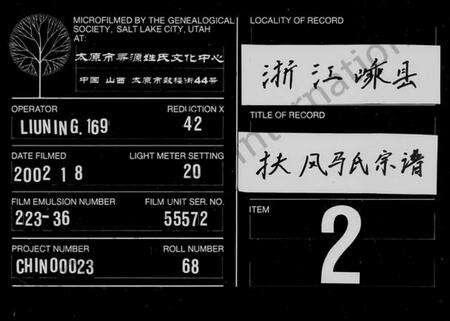 MICROFILMED BY THE GENEALOGICAL
SOCIETY, SALT LAKE CITY, UTAH
AT:
太原市寻源姓氏文化中心
中国 山西 太原市鼓楼街44号
OPERATOR
LIUNING.169
REDUCTION X
42
DATE FILMED
2002 1 8
LIGHT METER SETTING
20
FILM EMULSION NUMBER
223-36
FILM UNIT SER. NO.
55572
PROJECT NUMBER
CHIN00023
ROLL NUMBER
68
LOCALITY OF RECORD
浙江嵊县
TITLE OF RECORD
扶风马氏宗谱
ITEM
2